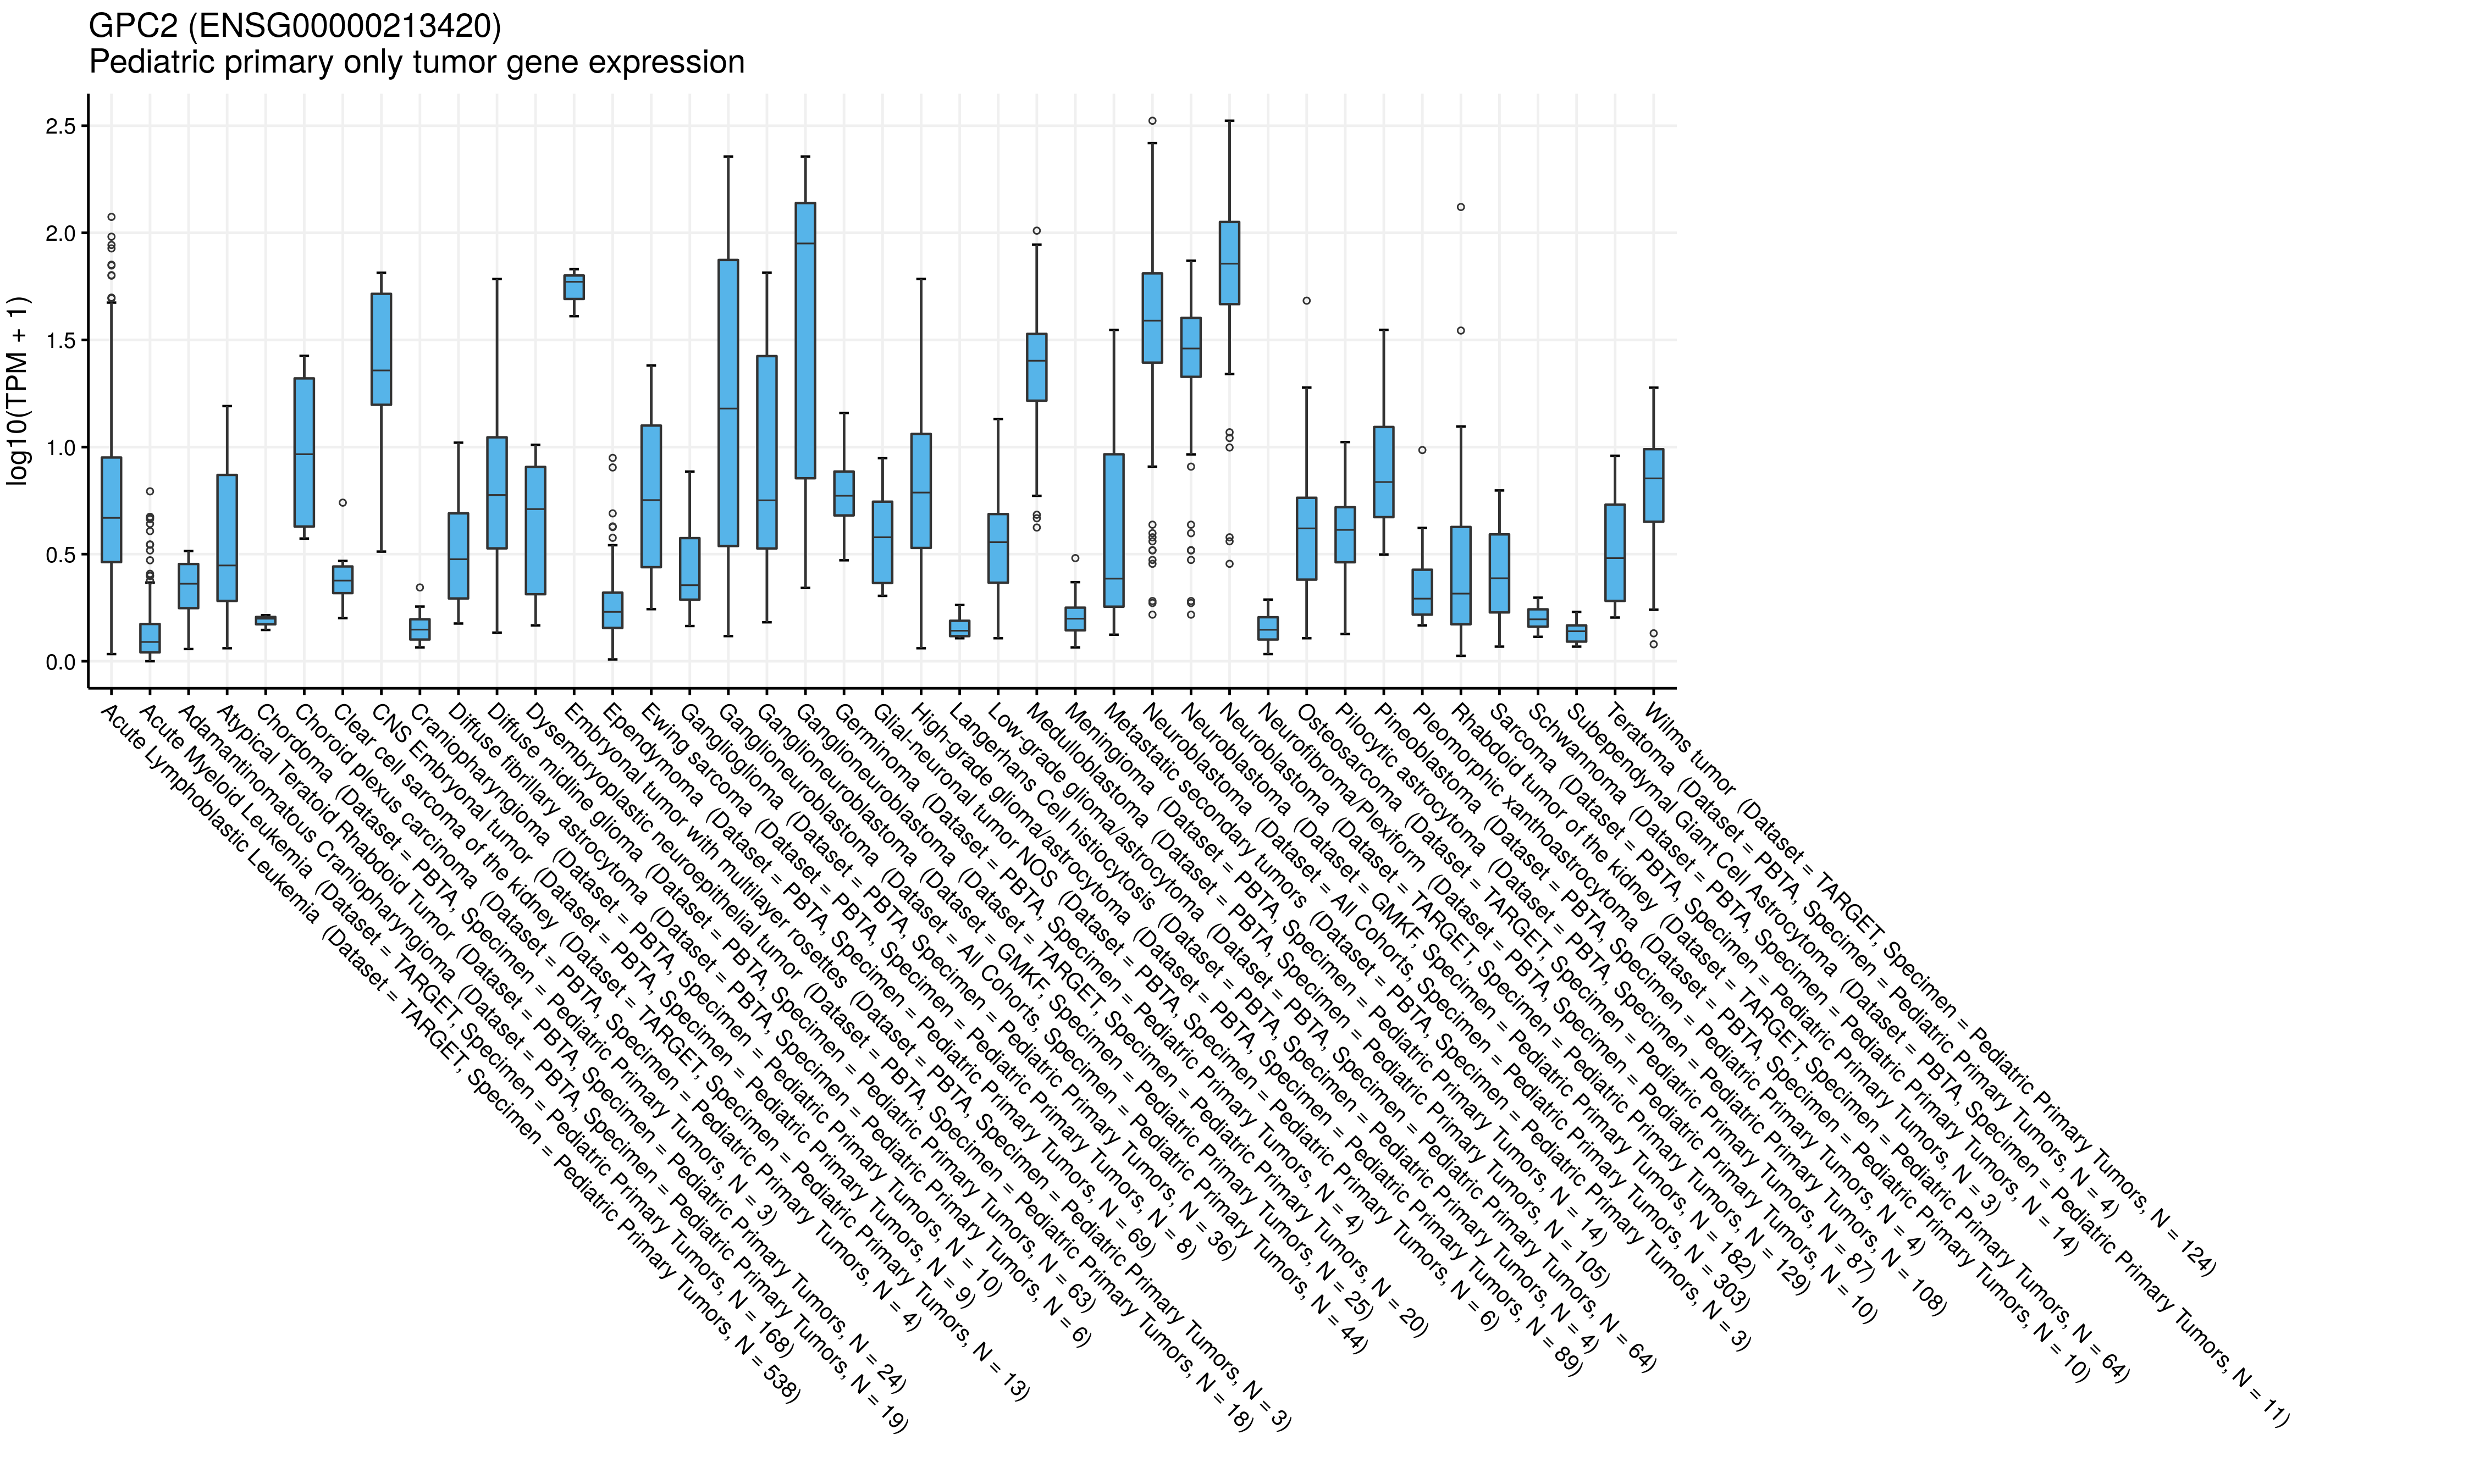 GPC2 (ENSG00000213420)
Pediatric primary only tumor gene expression
log10(TPM + 1)
2.5
2.0
1.5
1.0
0.5
0.0
Acute Lymphoblastic Leukemia (Dataset = TARGET, Specimen = Pediatric Primary Tumors, N = 538)
Acute Myeloid Leukemia (Dataset = TARGET, Specimen = Pediatric Primary Tumors, N = 168)
Adamantinomatous Craniopharyngioma (Dataset = PBTA, Specimen = Pediatric Primary Tumors, N = 19)
Atypical Teratoid Rhabdoid Tumor (Dataset = PBTA, Specimen = Pediatric Primary Tumors, N = 24)
Chordoma (Dataset = PBTA, Specimen = Pediatric Primary Tumors, N = 3)
Choroid plexus carcinoma (Dataset = PBTA, Specimen = Pediatric Primary Tumors, N = 4)
Clear cell sarcoma of the kidney (Dataset = TARGET, Specimen = Pediatric Primary Tumors, N = 13)
CNS Embryonal tumor (Dataset = PBTA, Specimen = Pediatric Primary Tumors, N = 9)
Craniopharyngioma (Dataset = PBTA, Specimen = Pediatric Primary Tumors, N = 10)
Diffuse fibrillary astrocytoma (Dataset = PBTA, Specimen = Pediatric Primary Tumors, N = 6)
Diffuse midline glioma (Dataset = PBTA, Specimen = Pediatric Primary Tumors, N = 63)
Dysembryoplastic neuroepithelial tumor (Dataset = PBTA, Specimen = Pediatric Primary Tumors, N = 18)
Embryonal tumor with multilayer rosettes (Dataset = PBTA, Specimen = Pediatric Primary Tumors, N = 3)
Ependymoma (Dataset = PBTA, Specimen = Pediatric Primary Tumors, N = 69)
Ewing sarcoma (Dataset = PBTA, Specimen = Pediatric Primary Tumors, N = 8)
Ganglioglioma (Dataset = PBTA, Specimen = Pediatric Primary Tumors, N = 36)
Ganglioneuroblastoma (Dataset = All Cohorts, Specimen = Pediatric Primary Tumors, N = 44)
Ganglioneuroblastoma (Dataset = GMKF, Specimen = Pediatric Primary Tumors, N = 25)
Ganglioneuroblastoma (Dataset = TARGET, Specimen = Pediatric Primary Tumors, N = 20)
Germinoma (Dataset = PBTA, Specimen = Pediatric Primary Tumors, N = 4)
Glial-neuronal tumor NOS (Dataset = PBTA, Specimen = Pediatric Primary Tumors, N = 6)
High-grade glioma/astrocytoma (Dataset = PBTA, Specimen = Pediatric Primary Tumors, N = 89)
Langerhans Cell histiocytosis (Dataset = PBTA, Specimen = Pediatric Primary Tumors, N = 4)
Low-grade glioma/astrocytoma (Dataset = PBTA, Specimen = Pediatric Primary Tumors, N = 64)
Medulloblastoma (Dataset = PBTA, Specimen = Pediatric Primary Tumors, N = 105)
Meningioma (Dataset = PBTA, Specimen = Pediatric Primary Tumors, N = 14)
Metastatic secondary tumors (Dataset = PBTA, Specimen = Pediatric Primary Tumors, N = 3)
Neuroblastoma (Dataset = All Cohorts, Specimen = Pediatric Primary Tumors, N = 303)
Neuroblastoma (Dataset = GMKF, Specimen = Pediatric Primary Tumors, N = 182)
Neuroblastoma (Dataset = TARGET, Specimen = Pediatric Primary Tumors, N = 129)
Neurofibroma/Plexiform (Dataset = PBTA, Specimen = Pediatric Primary Tumors, N = 10)
Osteosarcoma (Dataset = TARGET, Specimen = Pediatric Primary Tumors, N = 87)
Pilocytic astrocytoma (Dataset = PBTA, Specimen = Pediatric Primary Tumors, N = 108)
Pineoblastoma (Dataset = PBTA, Specimen = Pediatric Primary Tumors, N = 4)
Pleomorphic xanthoastrocytoma (Dataset = PBTA, Specimen = Pediatric Primary Tumors, N = 10)
Rhabdoid tumor of the kidney (Dataset = TARGET, Specimen = Pediatric Primary Tumors, N = 64)
Sarcoma (Dataset = PBTA, Specimen = Pediatric Primary Tumors, N = 3)
Schwannoma (Dataset = PBTA, Specimen = Pediatric Primary Tumors, N = 14)
Subependymal Giant Cell Astrocytoma (Dataset = PBTA, Specimen = Pediatric Primary Tumors, N = 11)
Teratoma (Dataset = PBTA, Specimen = Pediatric Primary Tumors, N = 4)
Wilms tumor (Dataset = TARGET, Specimen = Pediatric Primary Tumors, N = 124)